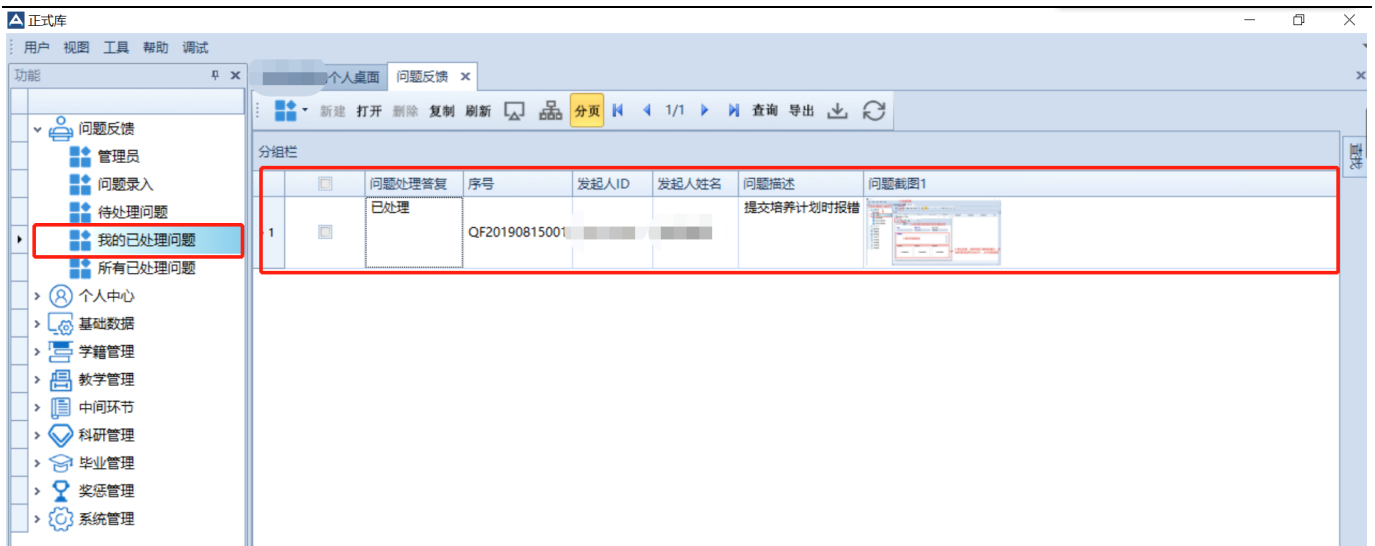 正式库
用户 视图 工具 帮助 调试
功能
个人桌面 问题反馈
新建 打开 删除 复制 刷新 分页 1/1 查询 导出
问题反馈
管理员
问题录入
待处理问题
我的已处理问题
所有已处理问题
个人中心
基础数据
学籍管理
教学管理
中间环节
科研管理
毕业管理
奖惩管理
系统管理
分组栏
问题处理答复 序号 发起人ID 发起人姓名 问题描述 问题截图1
1 已处理 QF20190815001 提交培养计划时报错
查找